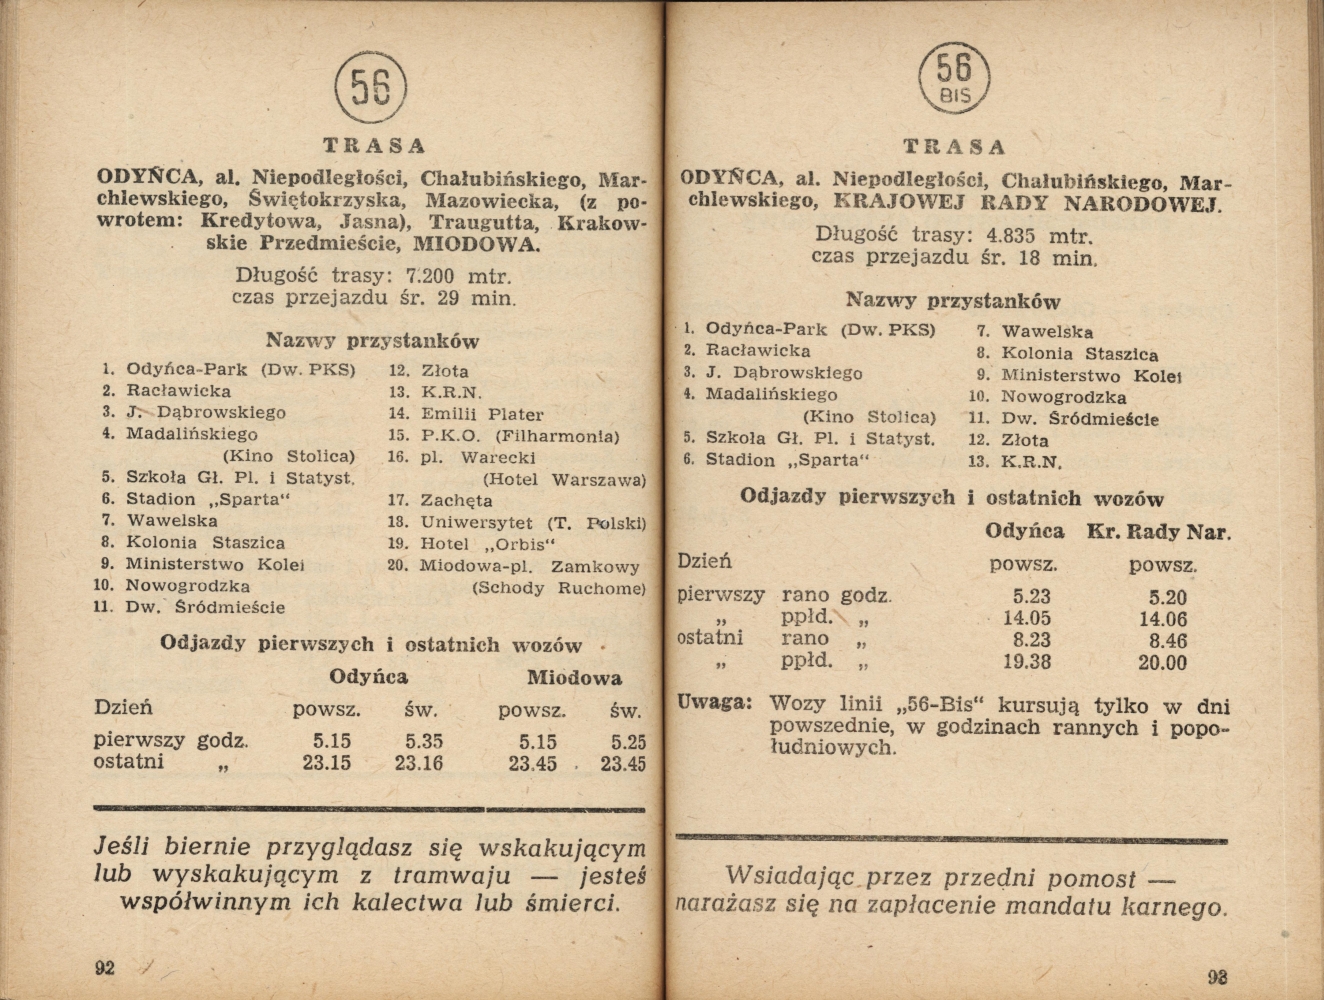 56
TRASA
ODYŃCA, al. Niepodległości, Chałubińskiego, Mar-
chlewskiego, Świętokrzyska, Mazowiecka, (z po-
wrotem: Kredytowa, Jasna), Traugutta, Krakow-
skie Przedmieście, MIODOWA.
Długość trasy: 7.200 mtr.
czas przejazdu śr. 29 min.
Nazwy przystanków
1. Odyńca-Park (Dw. PKS)
2. Racławicka
3. J. Dąbrowskiego
4. Madalińskiego
(Kino Stolica)
5. Szkoła Gł. Pl. i Statyst.
6. Stadion „Sparta“
7. Wawelska
8. Kolonia Staszica
9. Ministerstwo Kolei
10. Nowogrodzka
11. Dw. Śródmieście
12. Złota
13. K.R.N.
14. Emilii Plater
15. P.K.O. (Filharmonia)
16. pl. Warecki
(Hotel Warszawa)
17. Zachęta
18. Uniwersytet (T. Polski)
19. Hotel „Orbis“
20. Miodowa-pl. Zamkowy
(Schody Ruchome)
Odjazdy pierwszych i ostatnich wozów
Odyńca Miodowa
Dzień powsz. św. powsz. św.
pierwszy godz. 5.15 5.35 5.15 5.25
ostatni „ 23.15 23.16 23.45 23.45
Jeśli biernie przyglądasz się wskakującym
lub wyskakującym z tramwaju — jesteś
współwinnym ich kalectwa lub śmierci.
92
56
BIS
TRASA
ODYŃCA, al. Niepodległości, Chałubińskiego, Mar-
chlewskiego, KRAJOWEJ RADY NARODOWEJ.
Długość trasy: 4.835 mtr.
czas przejazdu śr. 18 min.
Nazwy przystanków
1. Odyńca-Park (Dw. PKS)
2. Racławicka
3. J. Dąbrowskiego
4. Madalińskiego
(Kino Stolica)
5. Szkoła Gł. Pl. i Statyst.
6. Stadion „Sparta“
7. Wawelska
8. Kolonia Staszica
9. Ministerstwo Kolei
10. Nowogrodzka
11. Dw. Śródmieście
12. Złota
13. K.R.N.
Odjazdy pierwszych i ostatnich wozów
Odyńca Kr. Rady Nar.
Dzień powsz. powsz.
pierwszy rano godz. 5.23 5.20
„ ppłd. „ 14.05 14.06
ostatni rano „ 8.23 8.46
„ ppłd. „ 19.38 20.00
Uwaga: Wozy linii „56-Bis“ kursują tylko w dni
powszednie, w godzinach rannych i popo-
łudniowych.
Wsiadając przez przedni pomost —
narażasz się na zapłacenie mandatu karnego.
93